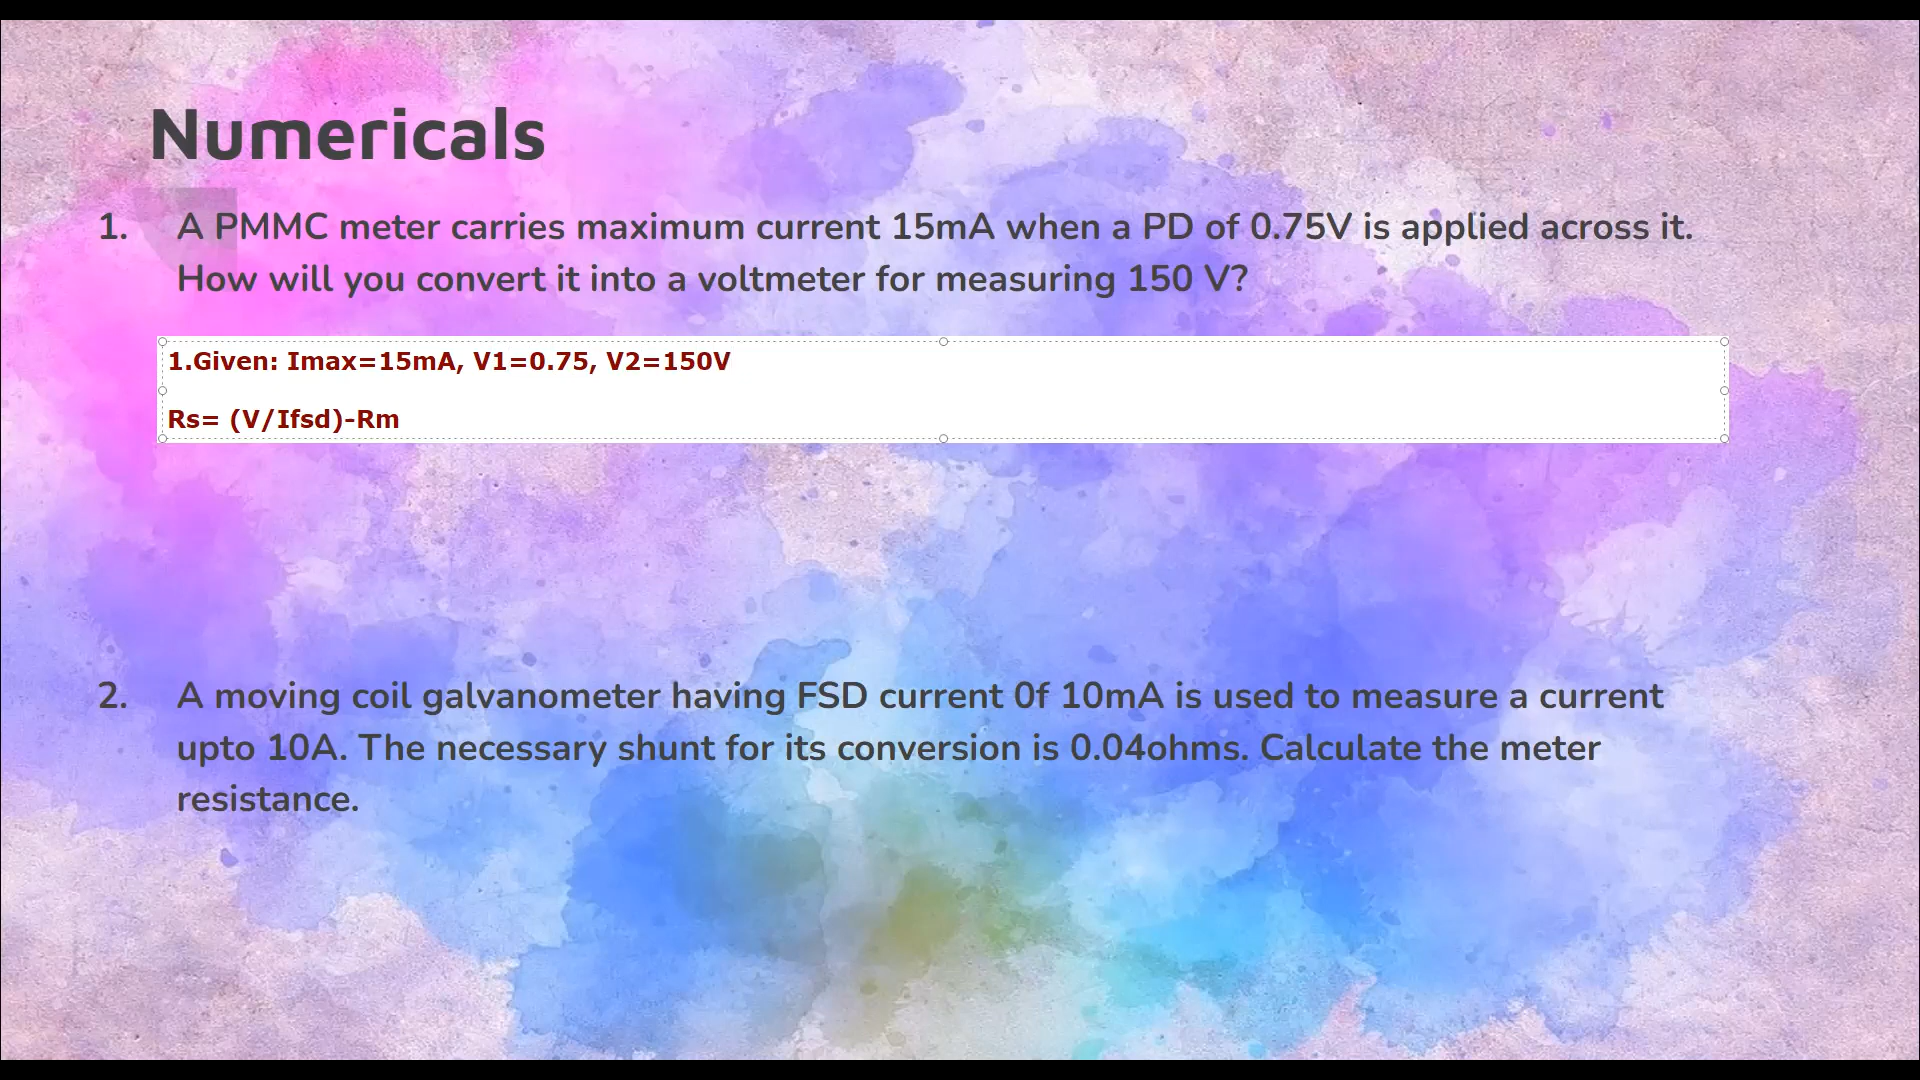 Numericals
1. A PMMC meter carries maximum current 15mA when a PD of 0.75V is applied across it.
How will you convert it into a voltmeter for measuring 150 V?
1.Given: Imax=15mA, V1=0.75, V2=150V
Rs= (V/Ifsd)-Rm
2. A moving coil galvanometer having FSD current 0f 10mA is used to measure a current
upto 10A. The necessary shunt for its conversion is 0.04ohms. Calculate the meter
resistance.